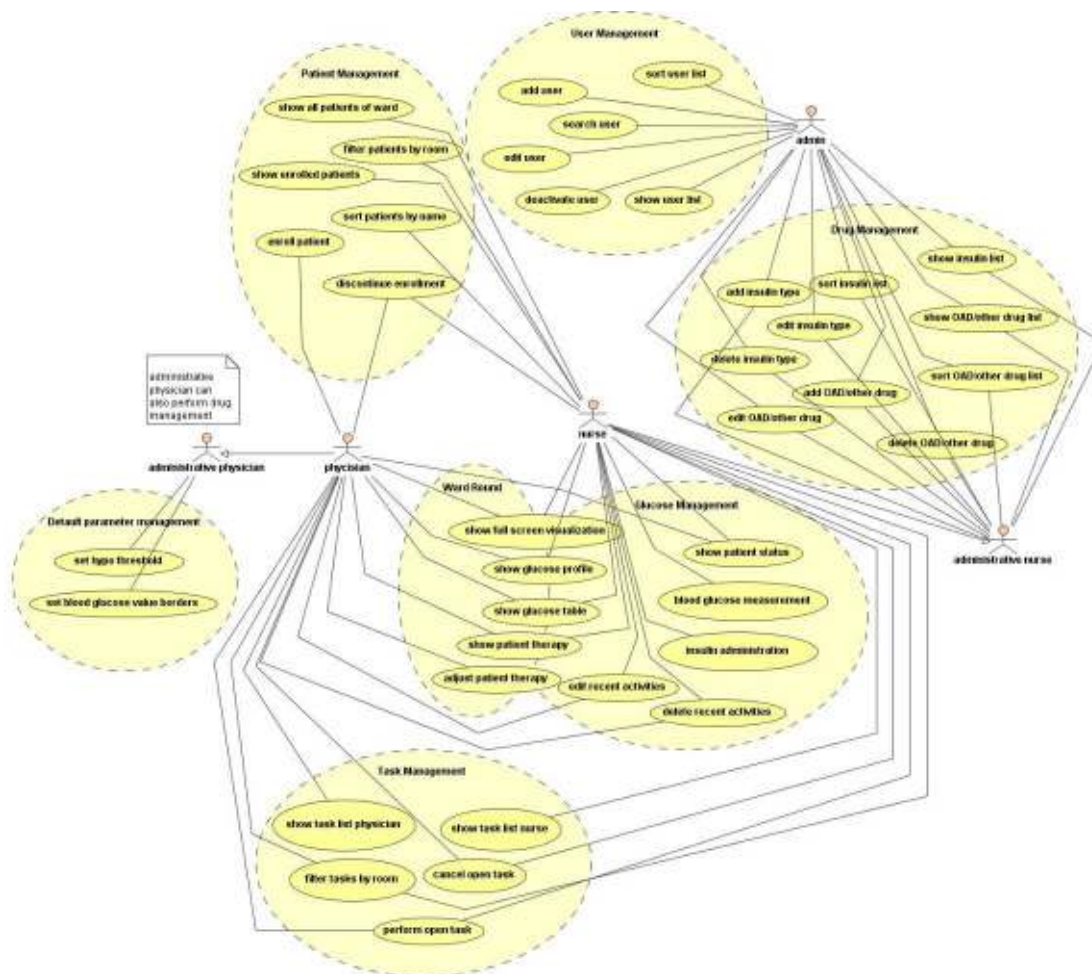 User Management
sort user list
add user
search user
edit user
deactivate user
show user list
admin
Patient Management
show all patients of ward
filter patients by room
show enrolled patients
sort patients by name
enroll patient
discontinue enrollment
Drug Management
show insulin list
add insulin type
sort insulin list
edit insulin type
show OAD/other drug list
delete insulin type
sort OAD/other drug list
add OAD/other drug
edit OAD/other drug
delete OAD/other drug
administrative
physician can
also perform drug
management
administrative physician
phycisian
nurse
administrative nurse
Default parameter management
set hypo threshold
set blood glucose value borders
Ward Round
Glucose Management
show full screen visualization
show patient status
show glucose profile
blood glucose measurement
show glucose table
show patient therapy
insulin administration
adjust patient therapy
edit recent activities
delete recent activities
Task Management
show task list physician
show task list nurse
filter tasks by room
cancel open task
perform open task